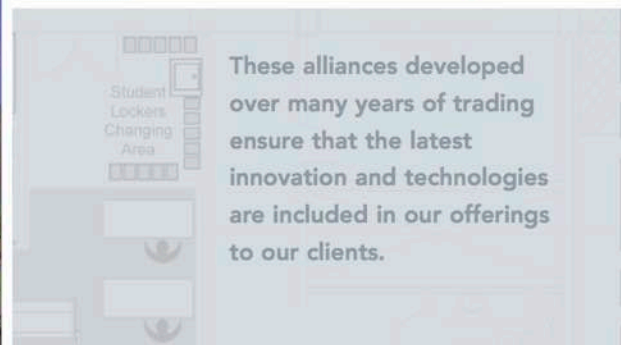 Student
Lockers
Changing
Area
These alliances developed
over many years of trading
ensure that the latest
innovation and technologies
are included in our offerings
to our clients.